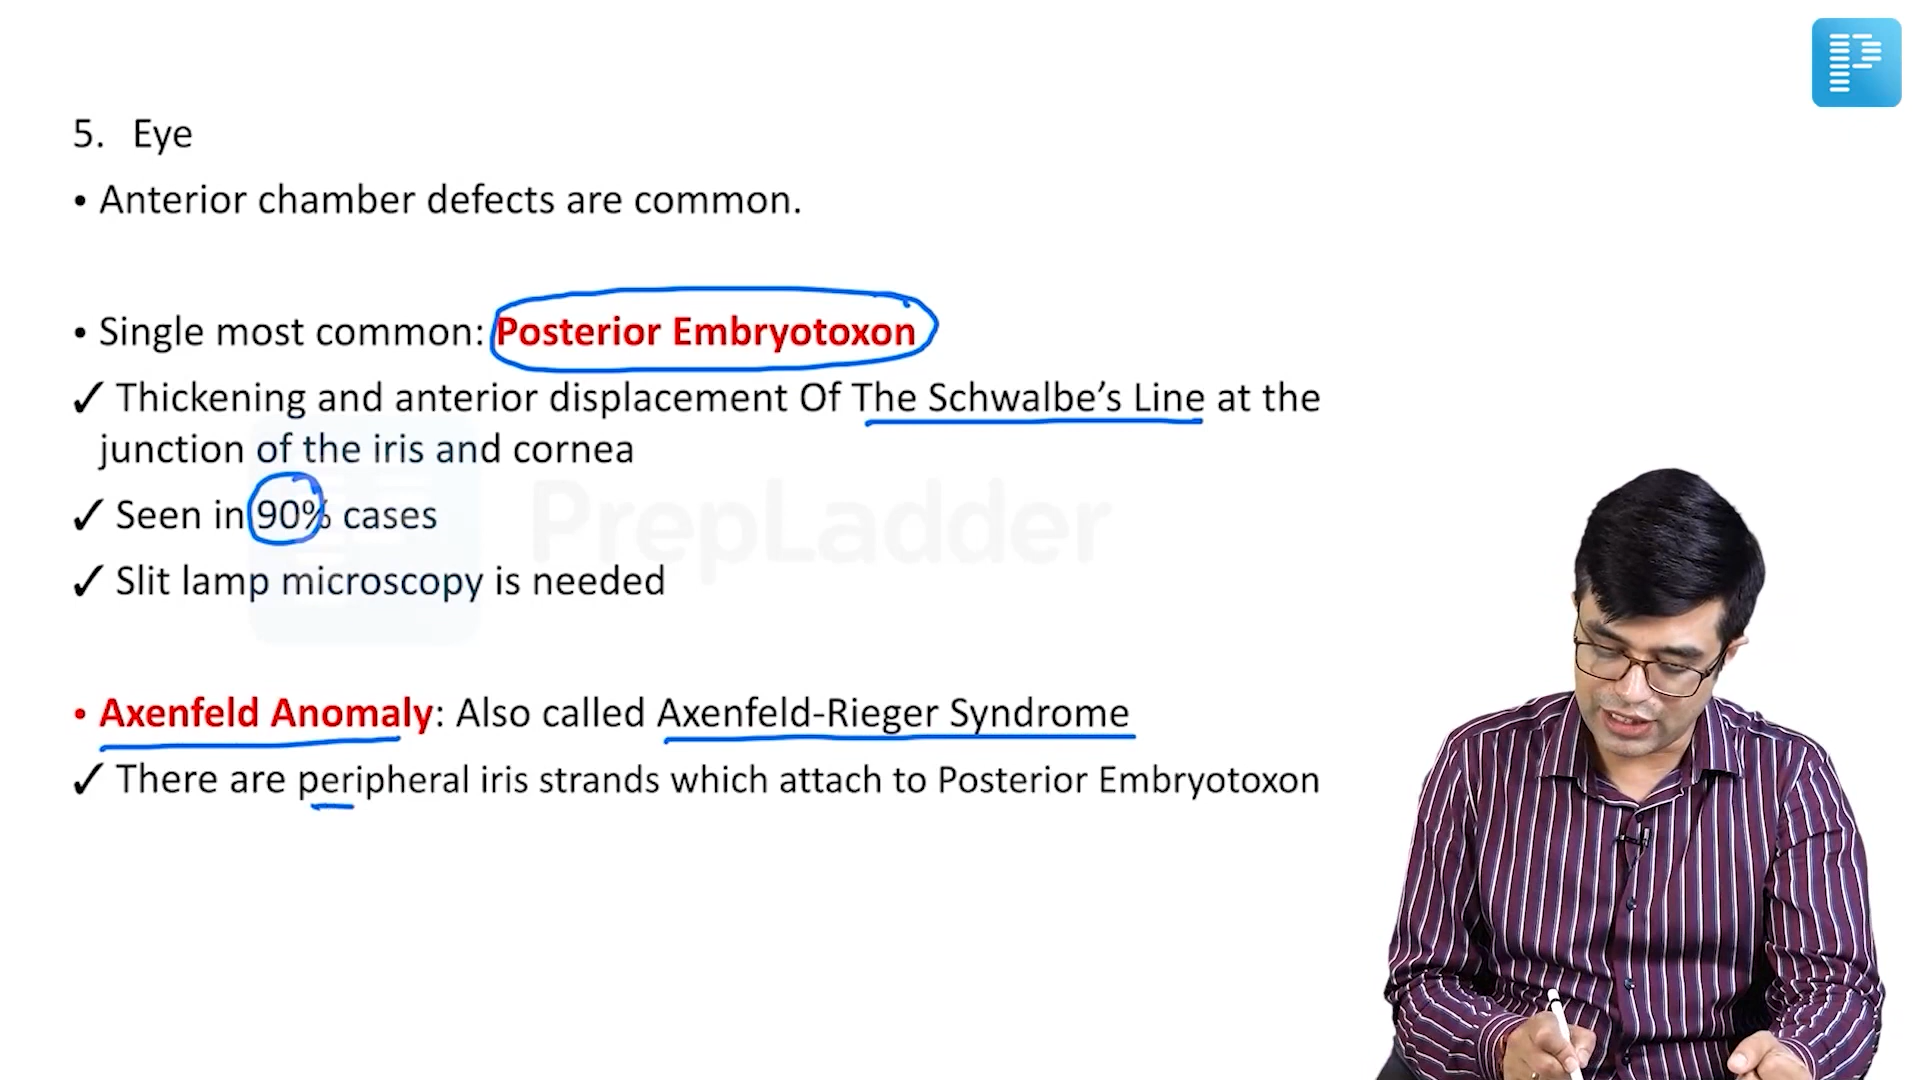 5. Eye
• Anterior chamber defects are common.
• Single most common: Posterior Embryotoxon
✓ Thickening and anterior displacement Of The Schwalbe’s Line at the
junction of the iris and cornea
✓ Seen in 90% cases
✓ Slit lamp microscopy is needed
PrepLadder
• Axenfeld Anomaly: Also called Axenfeld-Rieger Syndrome
✓ There are peripheral iris strands which attach to Posterior Embryotoxon